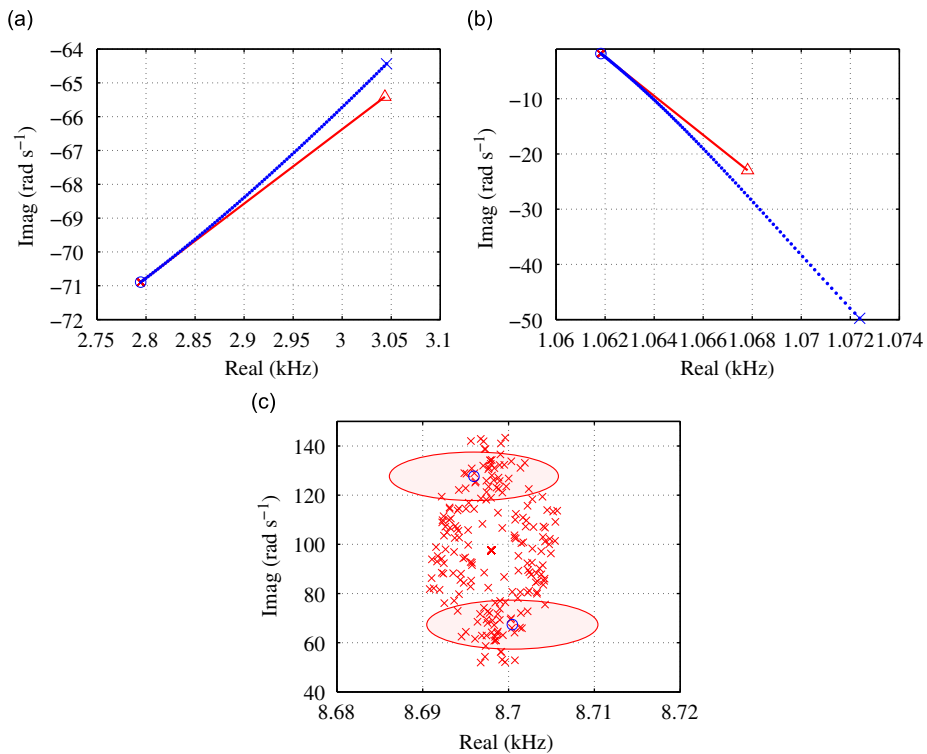 (a)
−64
−65
−66
−67
−68
−69
−70
−71
−72
2.75 2.8 2.85 2.9 2.95 3 3.05 3.1
Real (kHz)
Imag (rad s⁻¹)
(b)
−10
−20
−30
−40
−50
1.06 1.062 1.064 1.066 1.068 1.07 1.072 1.074
Real (kHz)
Imag (rad s⁻¹)
(c)
140
120
100
80
60
40
8.68 8.69 8.7 8.71 8.72
Real (kHz)
Imag (rad s⁻¹)